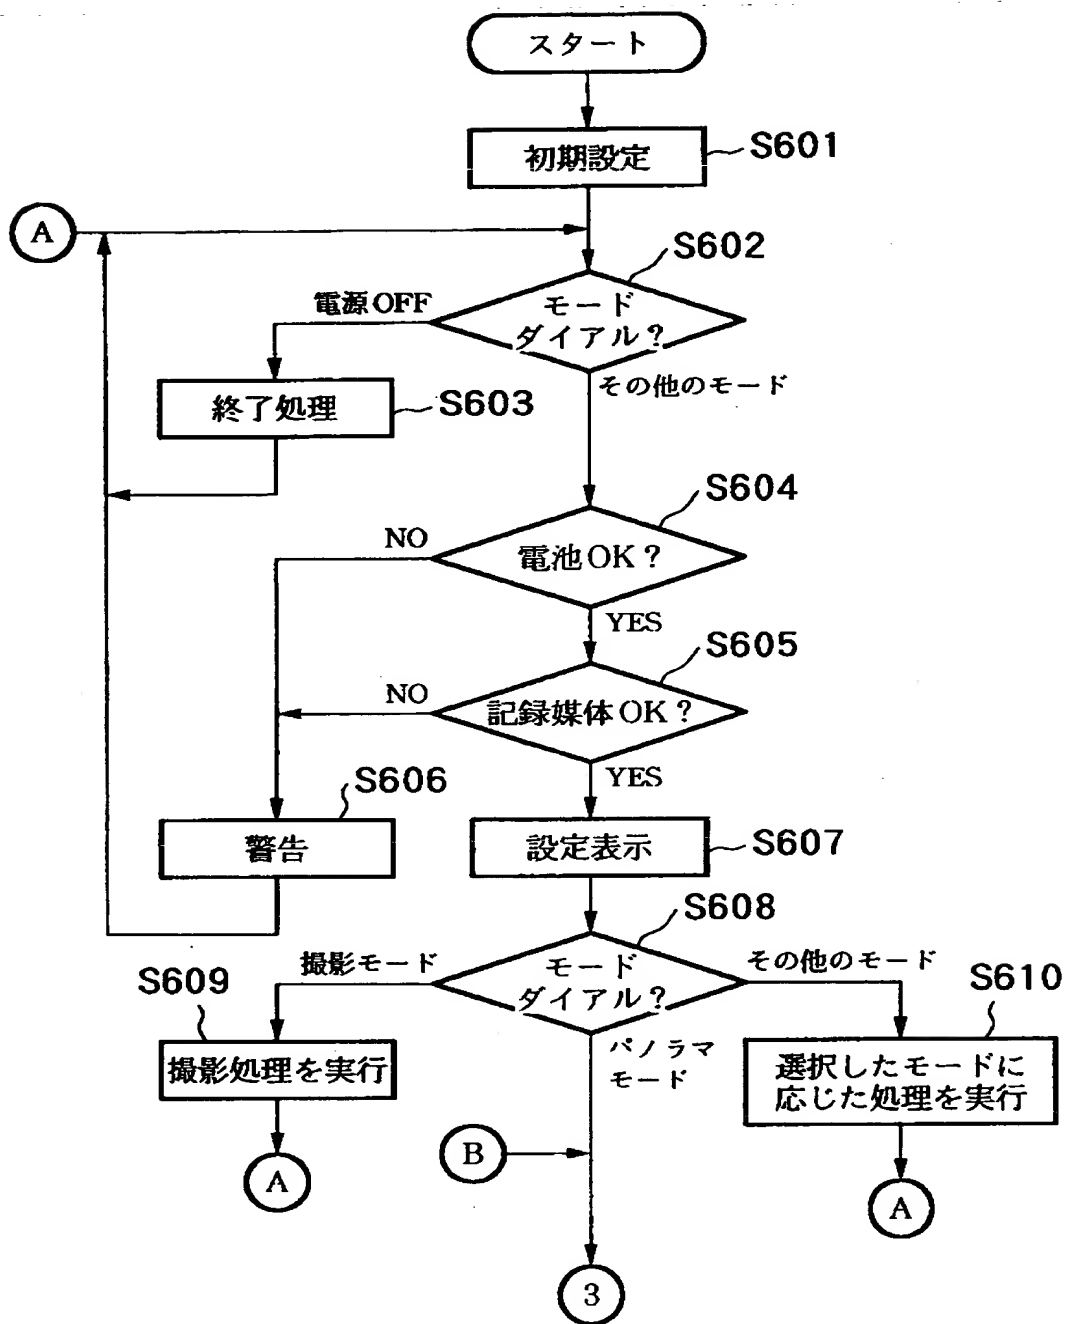 スタート
初期設定
S601
A
S602
電源OFF
モード
ダイアル?
その他のモード
終了処理
S603
S604
NO
電池OK?
YES
S605
NO
記録媒体OK?
YES
S606
警告
設定表示
S607
S608
撮影モード
モード
ダイアル?
その他のモード
S609
S610
撮影処理を実行
パノラマ
モード
選択したモードに
応じた処理を実行
B
A
A
3